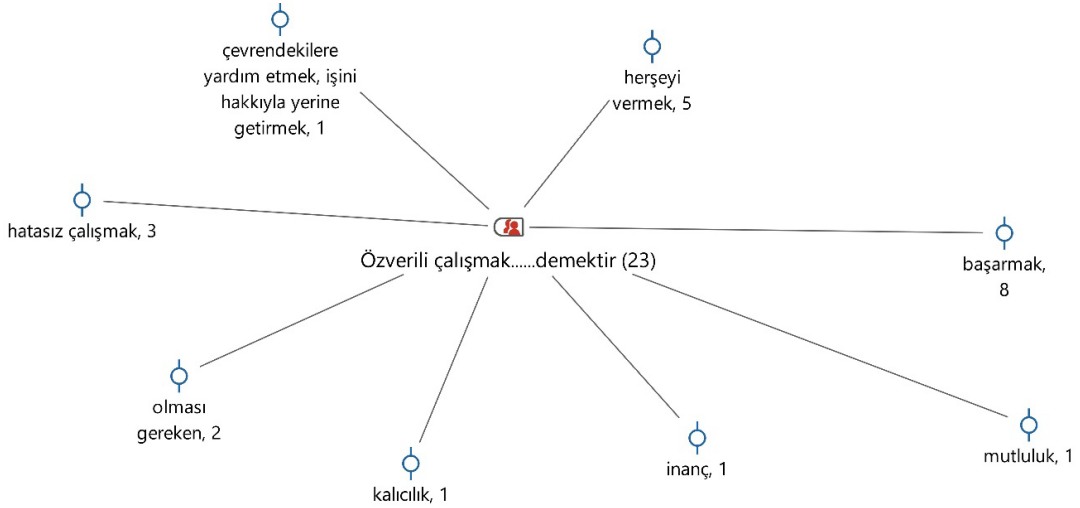 çevrendekilere
yardım etmek, işini
hakkıyla yerine
getirmek, 1
herşeyi
vermek, 5
hatasız çalışmak, 3
Özverili çalışmak......demektir (23)
başarmak,
8
olması
gereken, 2
kalıcılık, 1
inanç, 1
mutluluk, 1